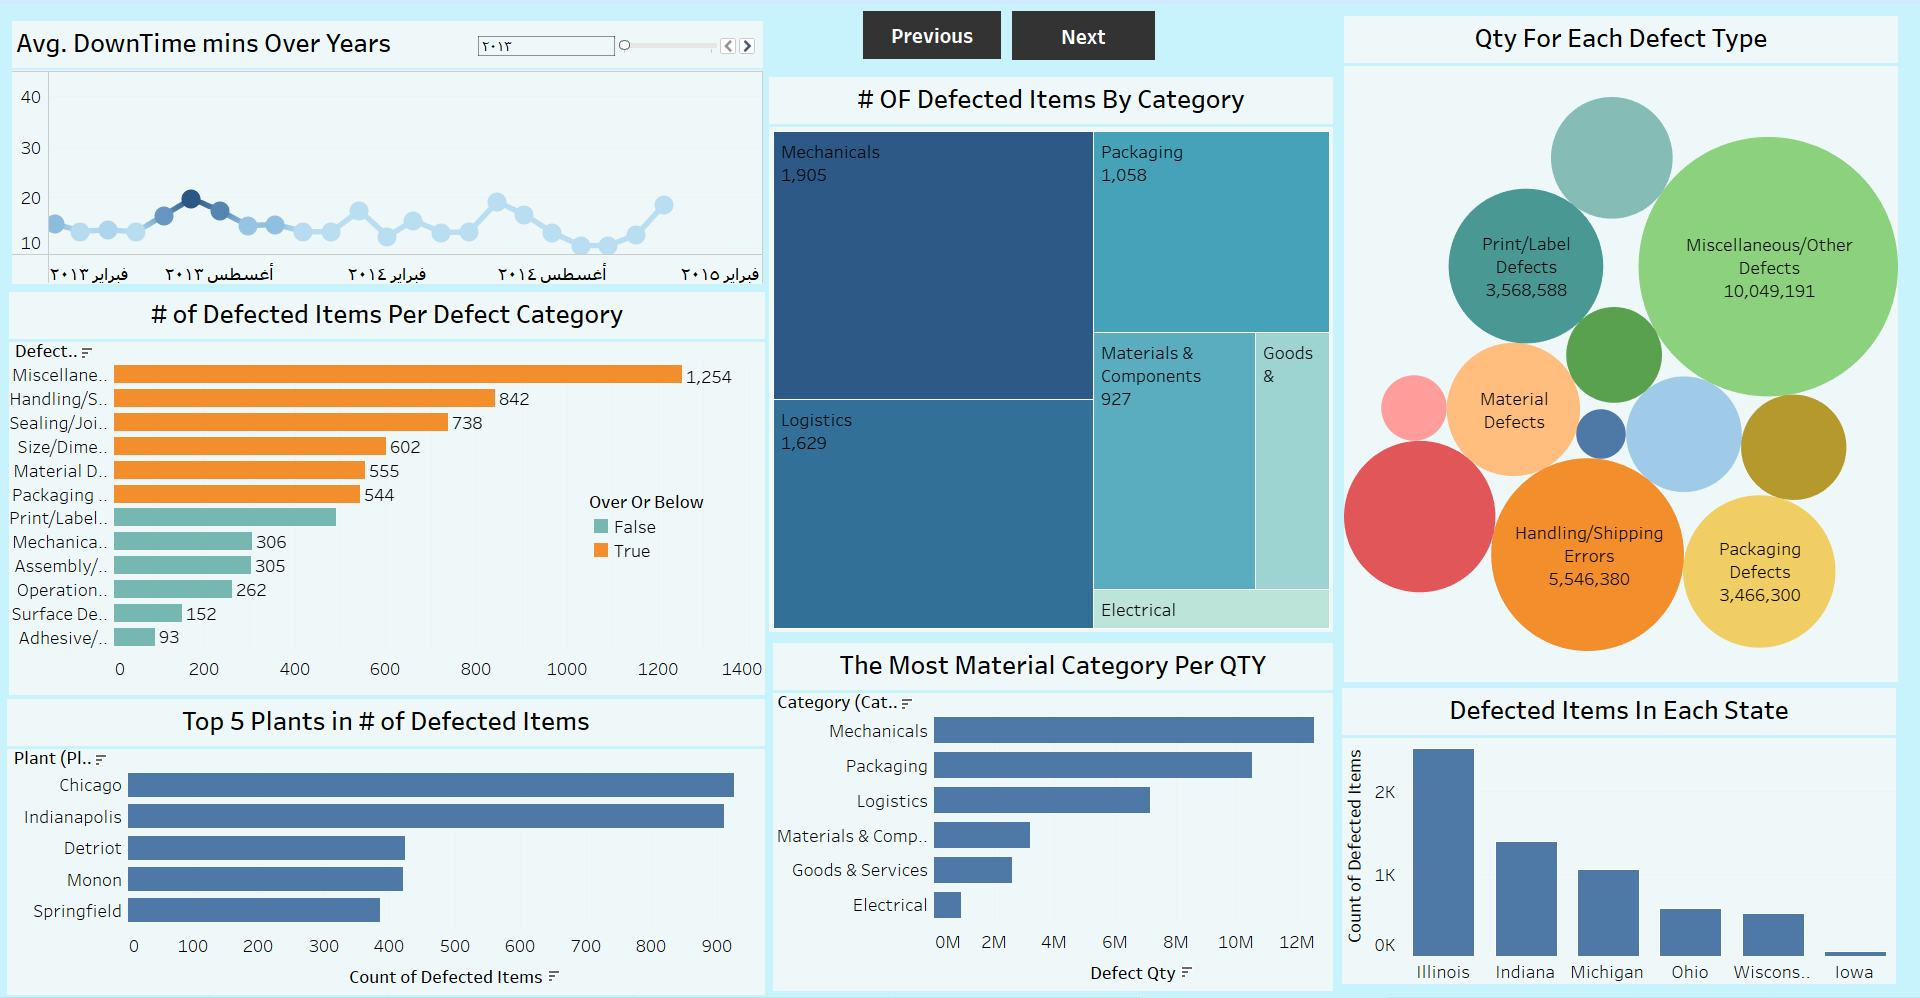 Avg. DownTime mins Over Years
٢٠١٣
40
30
20
10
فبراير ٢٠١٣
أغسطس ٢٠١٣
فبراير ٢٠١٤
أغسطس ٢٠١٤
فبراير ٢٠١٥
# of Defected Items Per Defect Category
Defect..
Miscellane.. 1,254
Handling/S.. 842
Sealing/Joi.. 738
Size/Dime.. 602
Material D.. 555
Packaging .. 544
Print/Label..
Mechanica.. 306
Assembly/.. 305
Operation.. 262
Surface De.. 152
Adhesive/.. 93
Over Or Below
False
True
0 200 400 600 800 1000 1200 1400
Top 5 Plants in # of Defected Items
Plant (Pl..
Chicago
Indianapolis
Detriot
Monon
Springfield
0 100 200 300 400 500 600 700 800 900
Count of Defected Items
Previous
Next
# OF Defected Items By Category
Mechanicals
1,905
Logistics
1,629
Packaging
1,058
Materials &
Components
927
Goods
&
Electrical
The Most Material Category Per QTY
Category (Cat..
Mechanicals
Packaging
Logistics
Materials & Comp..
Goods & Services
Electrical
0M 2M 4M 6M 8M 10M 12M
Defect Qty
Qty For Each Defect Type
Print/Label
Defects
3,568,588
Miscellaneous/Other
Defects
10,049,191
Material
Defects
Handling/Shipping
Errors
5,546,380
Packaging
Defects
3,466,300
Defected Items In Each State
Count of Defected Items
2K
1K
0K
Illinois Indiana Michigan Ohio Wiscons.. Iowa